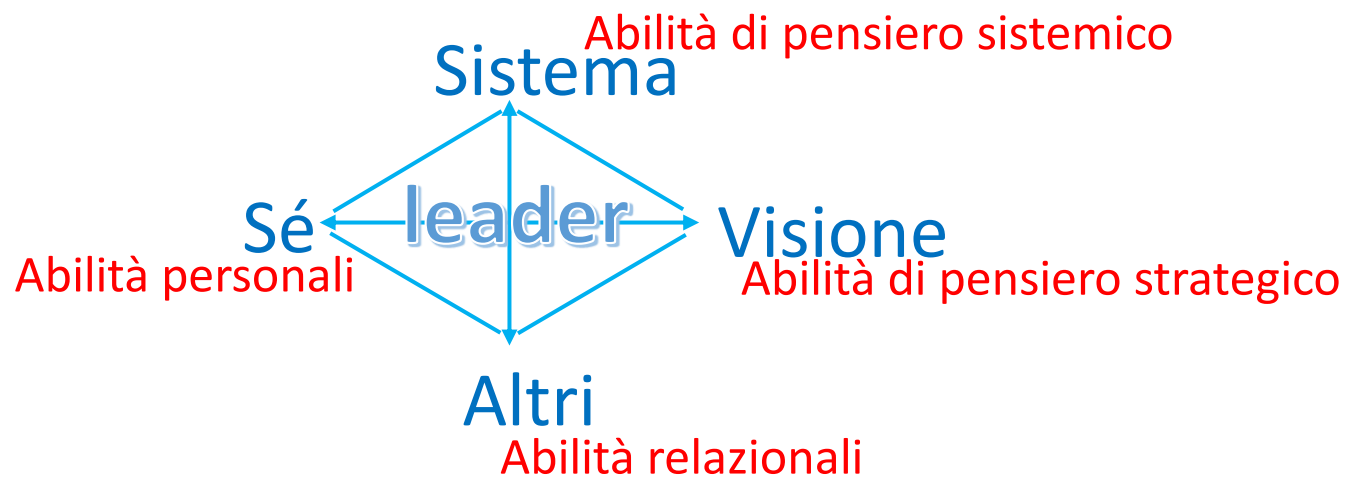 Abilità di pensiero sistemico
Sistema
leader
Sé
Visione
Abilità personali
Abilità di pensiero strategico
Altri
Abilità relazionali